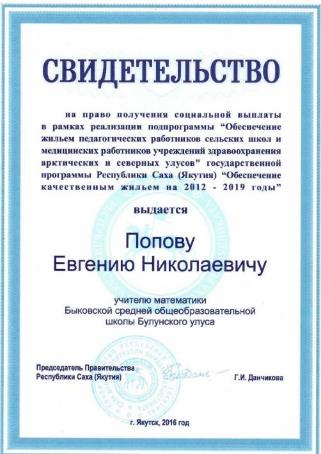 СВИДЕТЕЛЬСТВО
на право получения социальной выплаты
в рамках реализации подпрограммы “Обеспечение
жильем педагогических работников сельских школ и
медицинских работников учреждений здравоохранения
арктических и северных улусов” государственной
программы Республики Саха (Якутия) “Обеспечение
качественным жильем на 2012 - 2019 годы”
выдается
Попову
Евгению Николаевичу
учителю математики
Быковской средней общеобразовательной
школы Булунского улуса
Председатель Правительства
Республики Саха (Якутия)
Г.И. Данчикова
г. Якутск, 2016 год